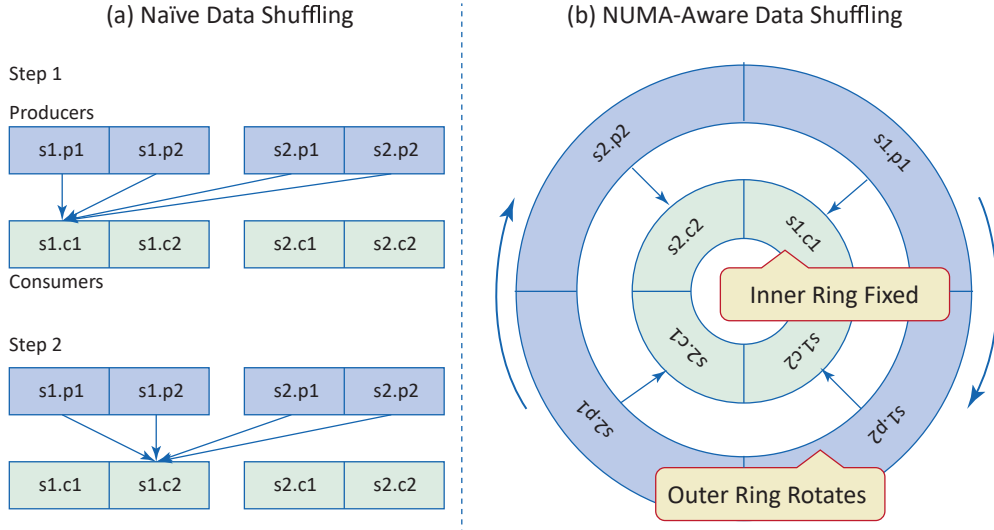 (a) Naïve Data Shuffling
Step 1
Producers
s1.p1 s1.p2 s2.p1 s2.p2
s1.c1 s1.c2 s2.c1 s2.c2
Consumers
Step 2
s1.p1 s1.p2 s2.p1 s2.p2
s1.c1 s1.c2 s2.c1 s2.c2
(b) NUMA-Aware Data Shuffling
s2.p2
s1.p1
s2.c2
s1.c1
Inner Ring Fixed
s2.c1
s1.c2
s2.p1
s1.p2
Outer Ring Rotates